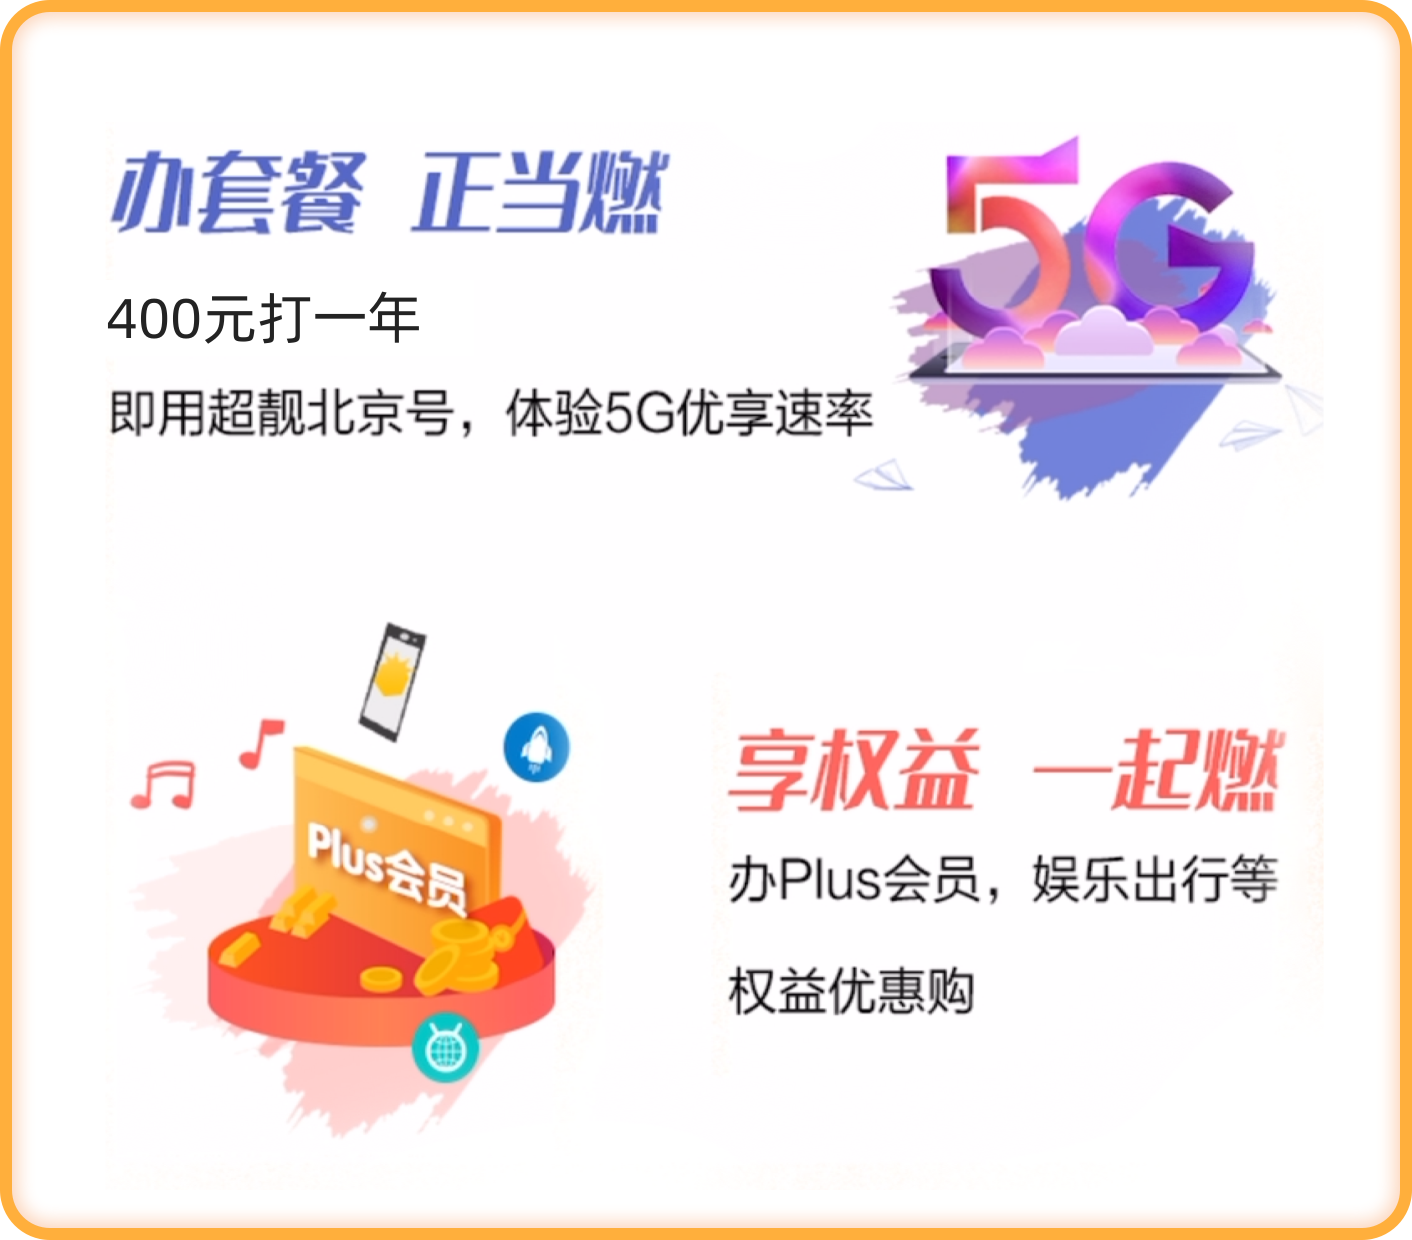 办套餐 正当燃
5G
400元打一年
即用超靓北京号，体验5G优享速率
Plus会员
享权益 一起燃
办Plus会员，娱乐出行等
权益优惠购